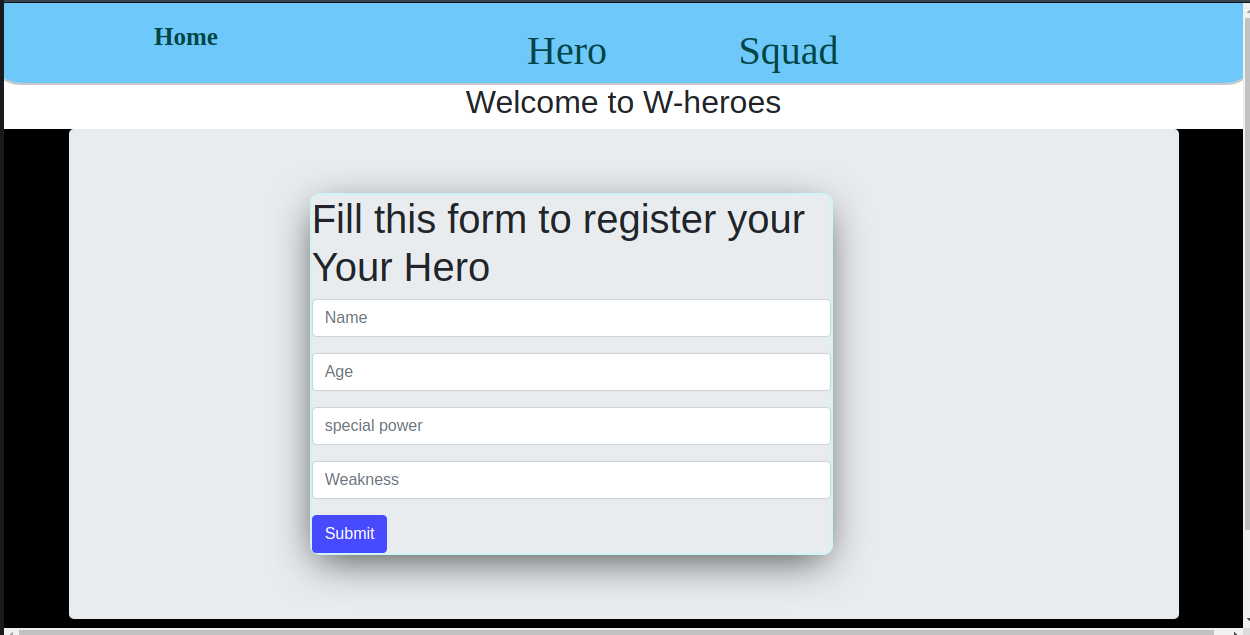 Home
Hero
Squad
Welcome to W-heroes
Fill this form to register your
Your Hero
Name
Age
special power
Weakness
Submit